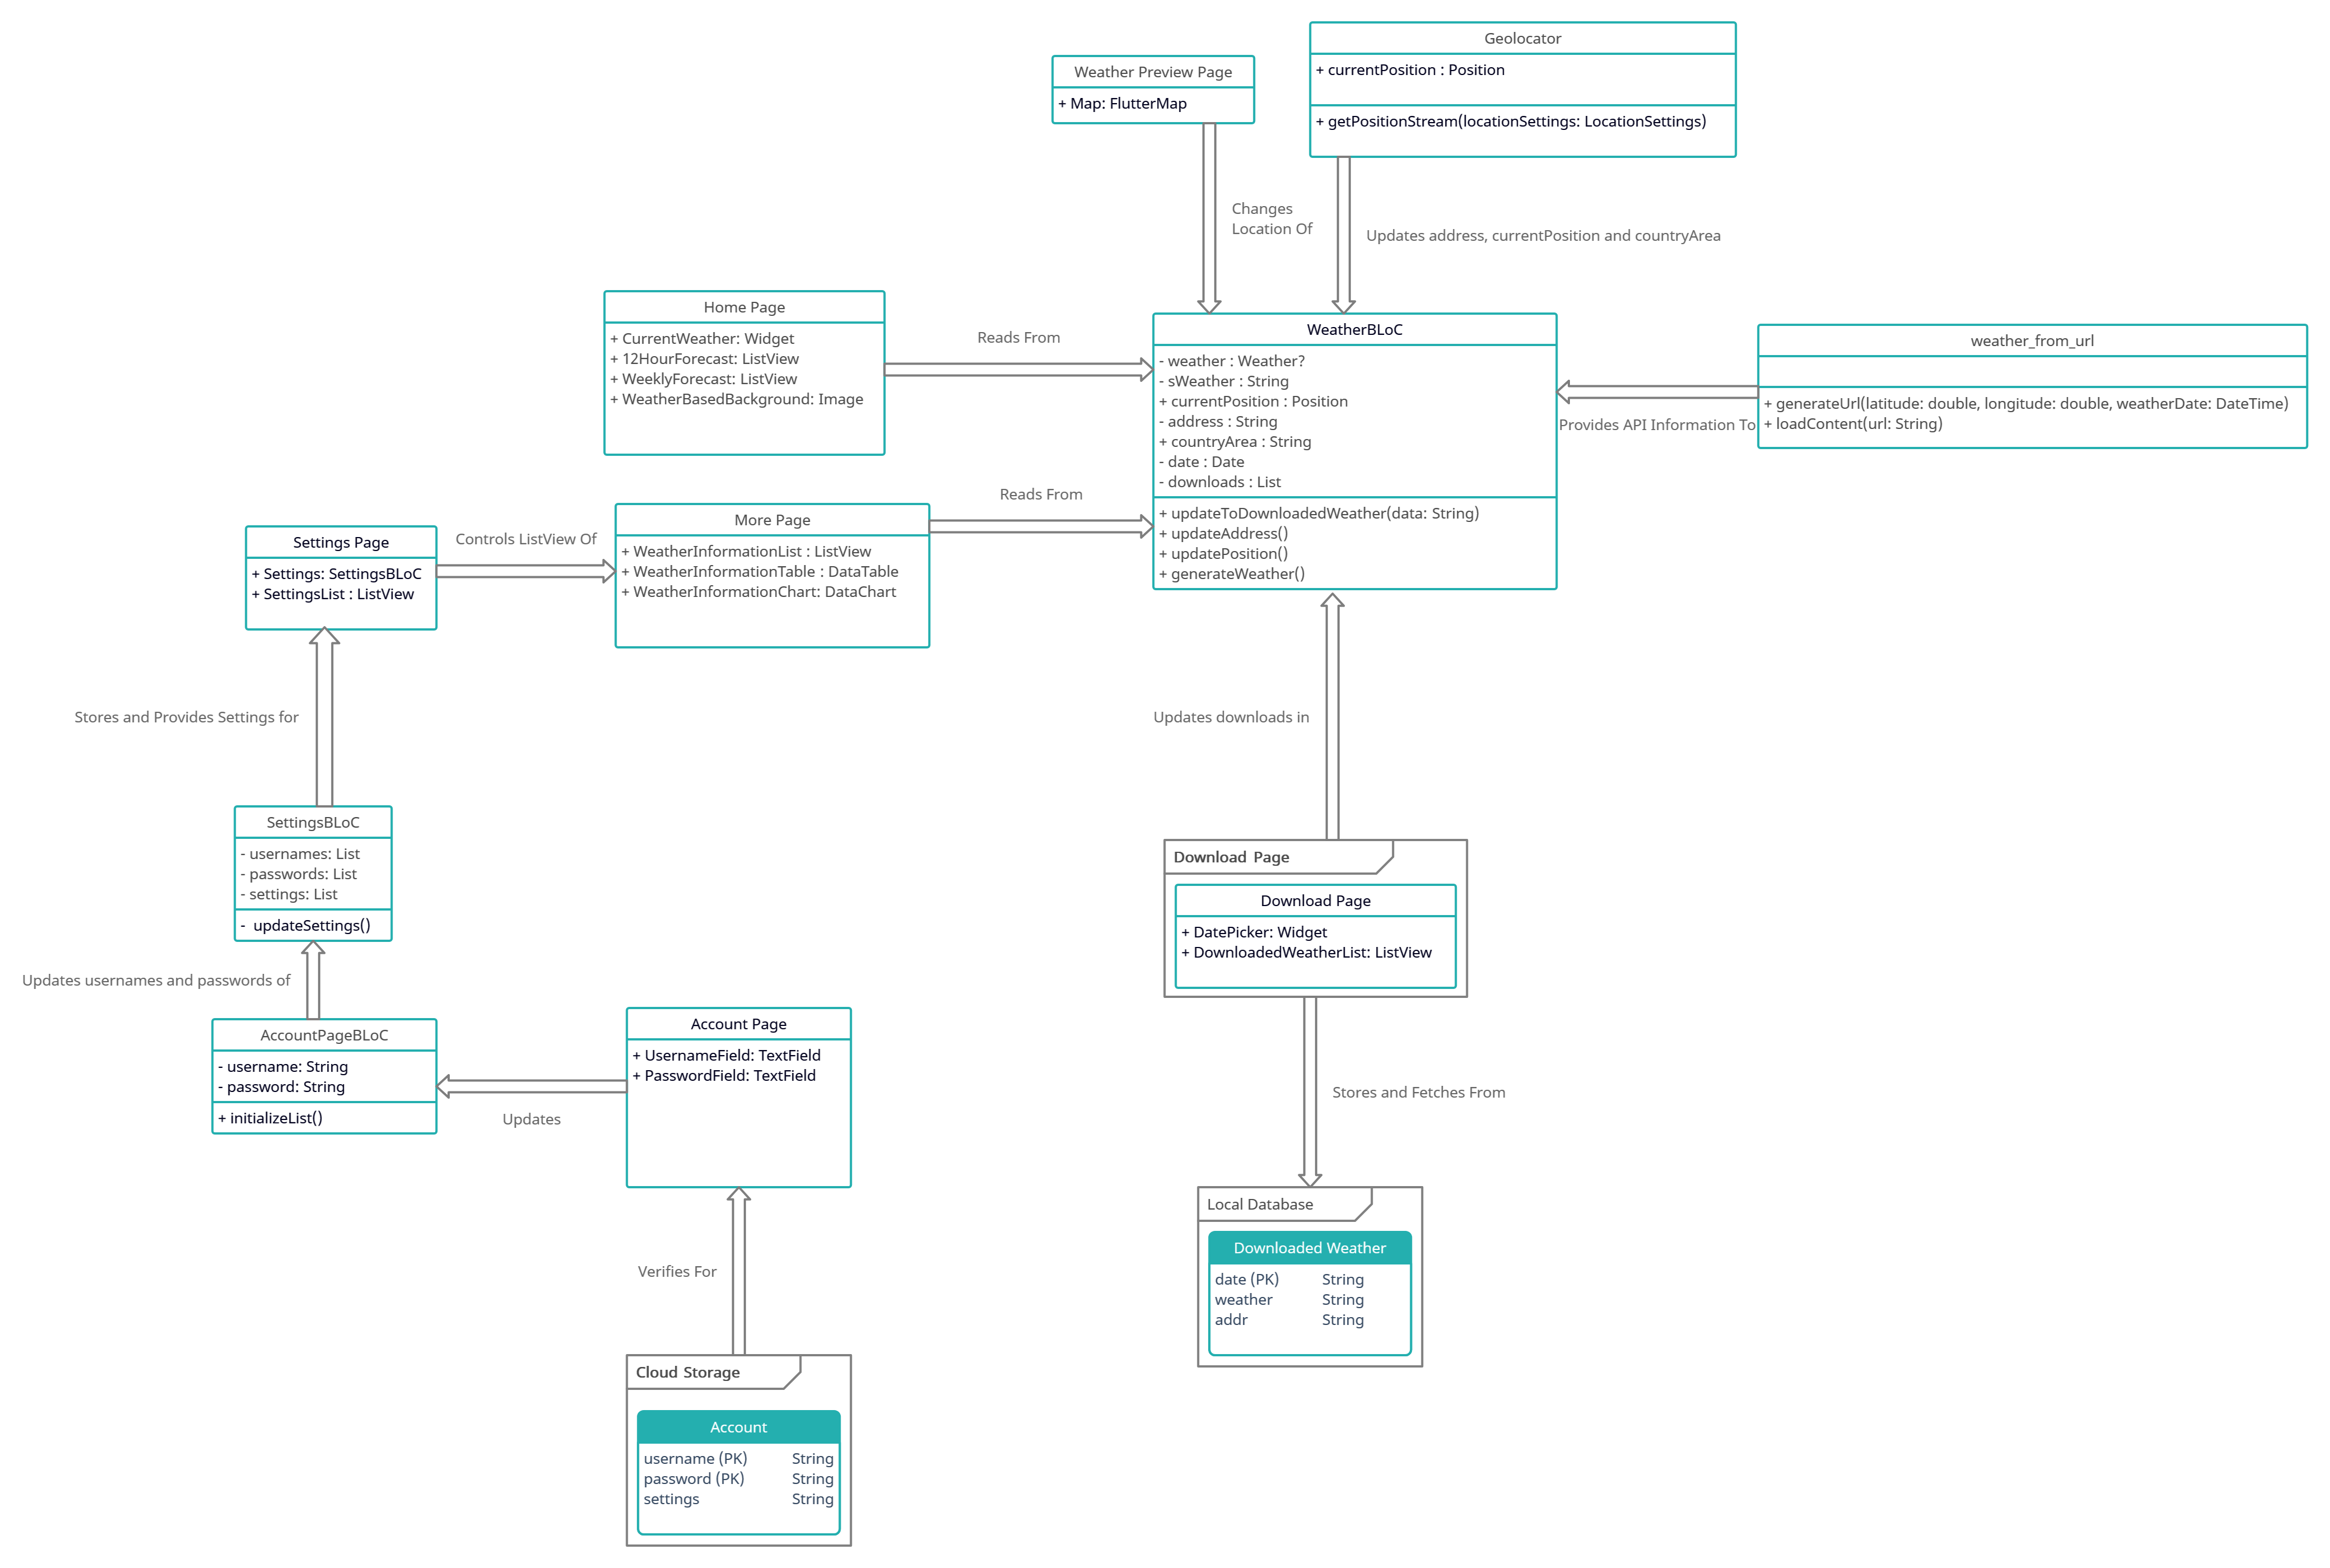 Geolocator
+ currentPosition : Position
+ getPositionStream(locationSettings: LocationSettings)
Weather Preview Page
+ Map: FlutterMap
Changes
Location Of
Updates address, currentPosition and countryArea
Home Page
+ CurrentWeather: Widget
+ 12HourForecast: ListView
+ WeeklyForecast: ListView
+ WeatherBasedBackground: Image
Reads From
WeatherBLoC
- weather : Weather?
- sWeather : String
+ currentPosition : Position
- address : String
+ countryArea : String
- date : Date
- downloads : List
+ updateToDownloadedWeather(data: String)
+ updateAddress()
+ updatePosition()
+ generateWeather()
weather_from_url
+ generateUrl(latitude: double, longitude: double, weatherDate: DateTime)
+ loadContent(url: String)
Provides API Information To
Reads From
More Page
+ WeatherInformationList : ListView
+ WeatherInformationTable : DataTable
+ WeatherInformationChart: DataChart
Settings Page
+ Settings: SettingsBLoC
+ SettingsList : ListView
Controls ListView Of
Stores and Provides Settings for
Updates downloads in
SettingsBLoC
- usernames: List
- passwords: List
- settings: List
-  updateSettings()
Download Page
Download Page
+ DatePicker: Widget
+ DownloadedWeatherList: ListView
Updates usernames and passwords of
AccountPageBLoC
- username: String
- password: String
+ initializeList()
Account Page
+ UsernameField: TextField
+ PasswordField: TextField
Updates
Stores and Fetches From
Local Database
Downloaded Weather
date (PK) String
weather String
addr String
Verifies For
Cloud Storage
Account
username (PK) String
password (PK) String
settings String